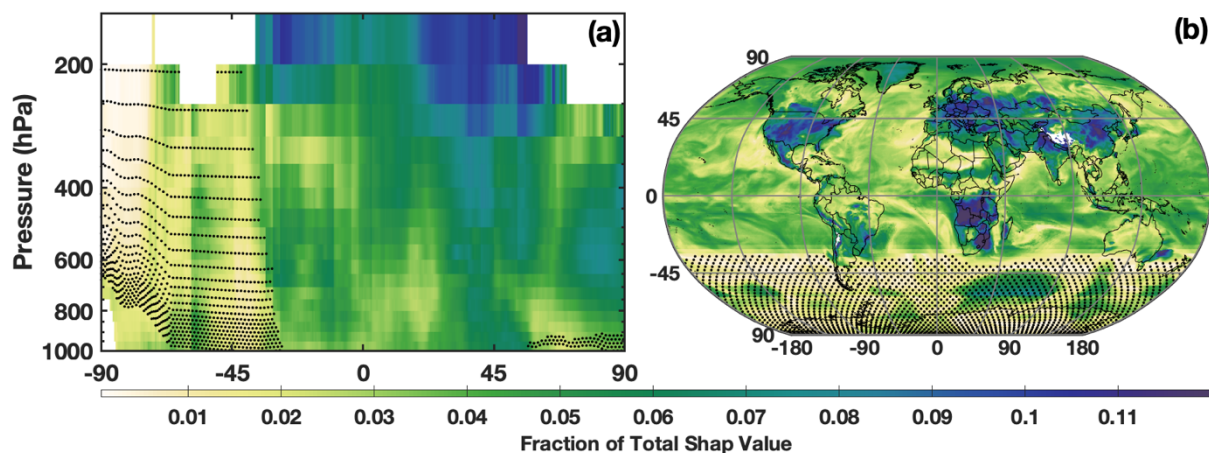 (a)
Pressure (hPa)
200
400
600
800
1000
-90 -45 0 45 90
(b)
90
45
0
-45
90
-180 -90 0 90 180
0.01 0.02 0.03 0.04 0.05 0.06 0.07 0.08 0.09 0.1 0.11
Fraction of Total Shap Value